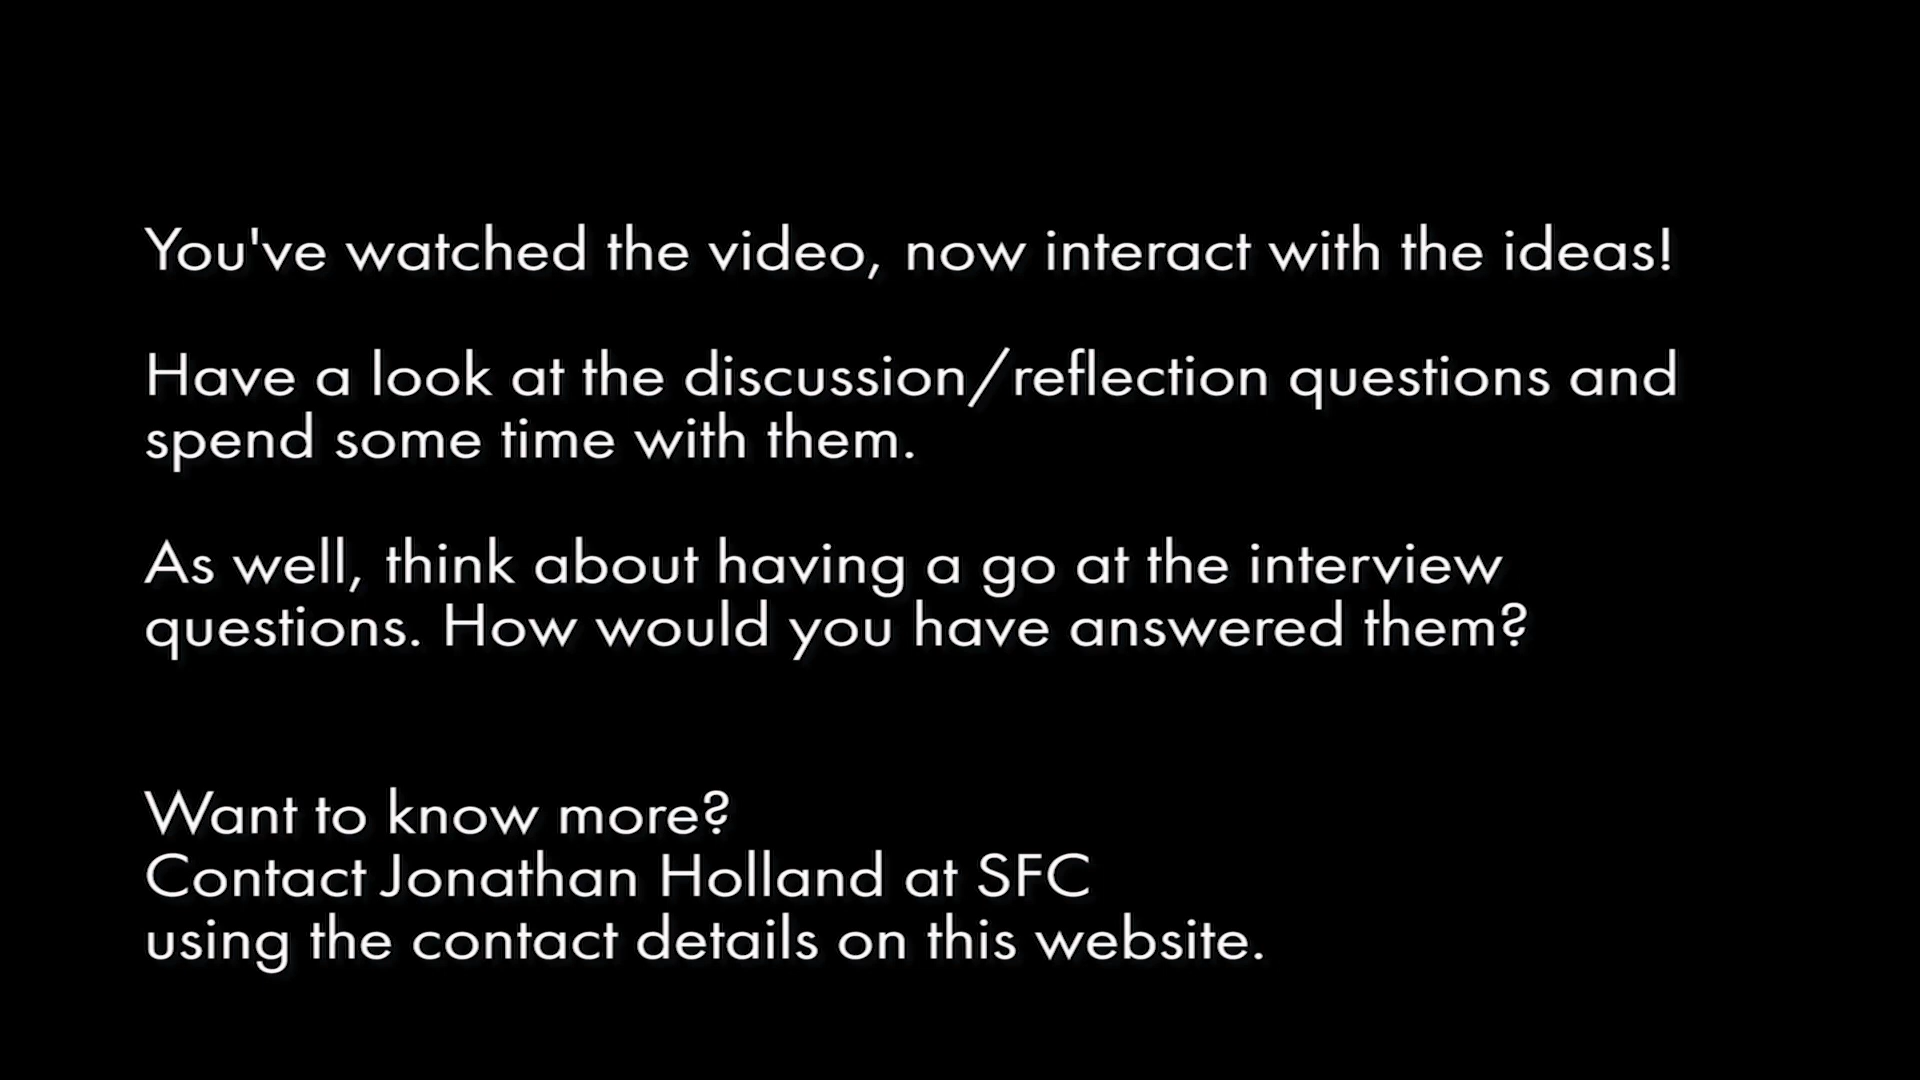 You've watched the video, now interact with the ideas!
Have a look at the discussion/reflection questions and
spend some time with them.
As well, think about having a go at the interview
questions. How would you have answered them?
Want to know more?
Contact Jonathan Holland at SFC
using the contact details on this website.